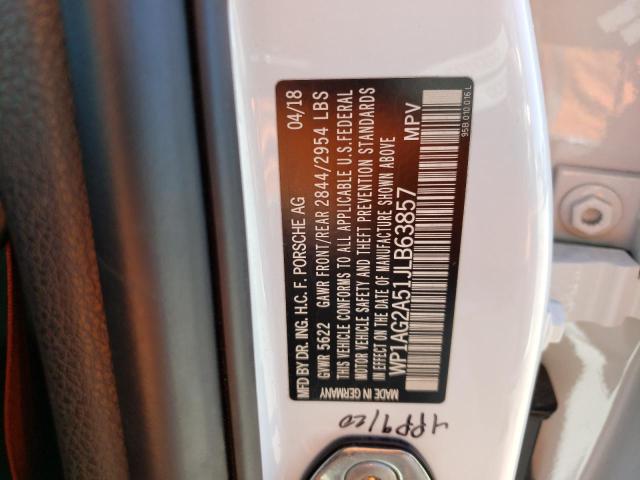 MFD BY DR. ING. H.C. F. PORSCHE AG 04/18
GVWR 5622 GAWR FRONT/REAR 2844/2954 LBS
THIS VEHICLE CONFORMS TO ALL APPLICABLE U.S. FEDERAL
MOTOR VEHICLE SAFETY AND THEFT PREVENTION STANDARDS
IN EFFECT ON DATE OF MANUFACTURE SHOWN ABOVE
WP1AG2A51JLB63857 MPV
MADE IN GERMANY
95B 010 016 L